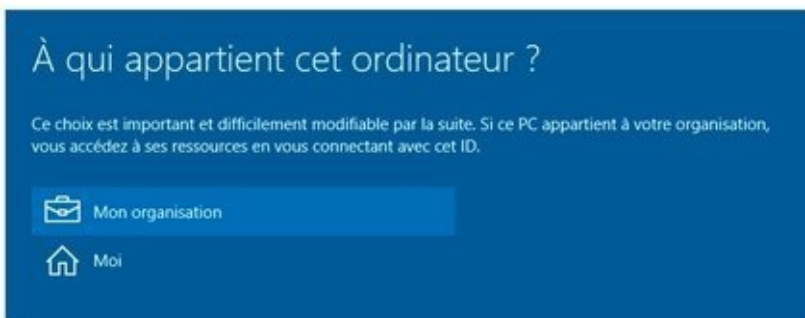 À qui appartient cet ordinateur ?
Ce choix est important et difficilement modifiable par la suite. Si ce PC appartient à votre organisation,
vous accédez à ses ressources en vous connectant avec cet ID.
Mon organisation
Moi